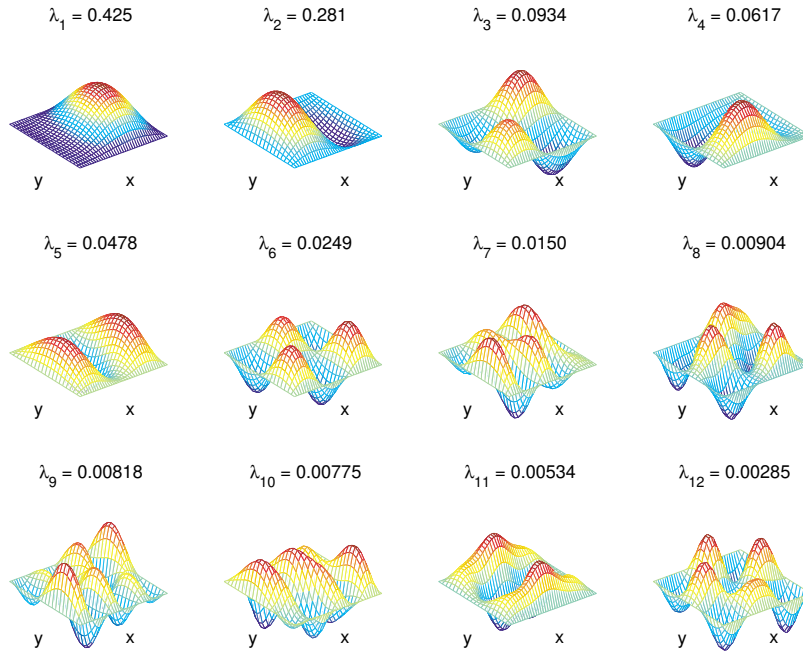 λ1 = 0.425
λ2 = 0.281
λ3 = 0.0934
λ4 = 0.0617
y x
y x
y x
y x
λ5 = 0.0478
λ6 = 0.0249
λ7 = 0.0150
λ8 = 0.00904
y x
y x
y x
y x
λ9 = 0.00818
λ10 = 0.00775
λ11 = 0.00534
λ12 = 0.00285
y x
y x
y x
y x